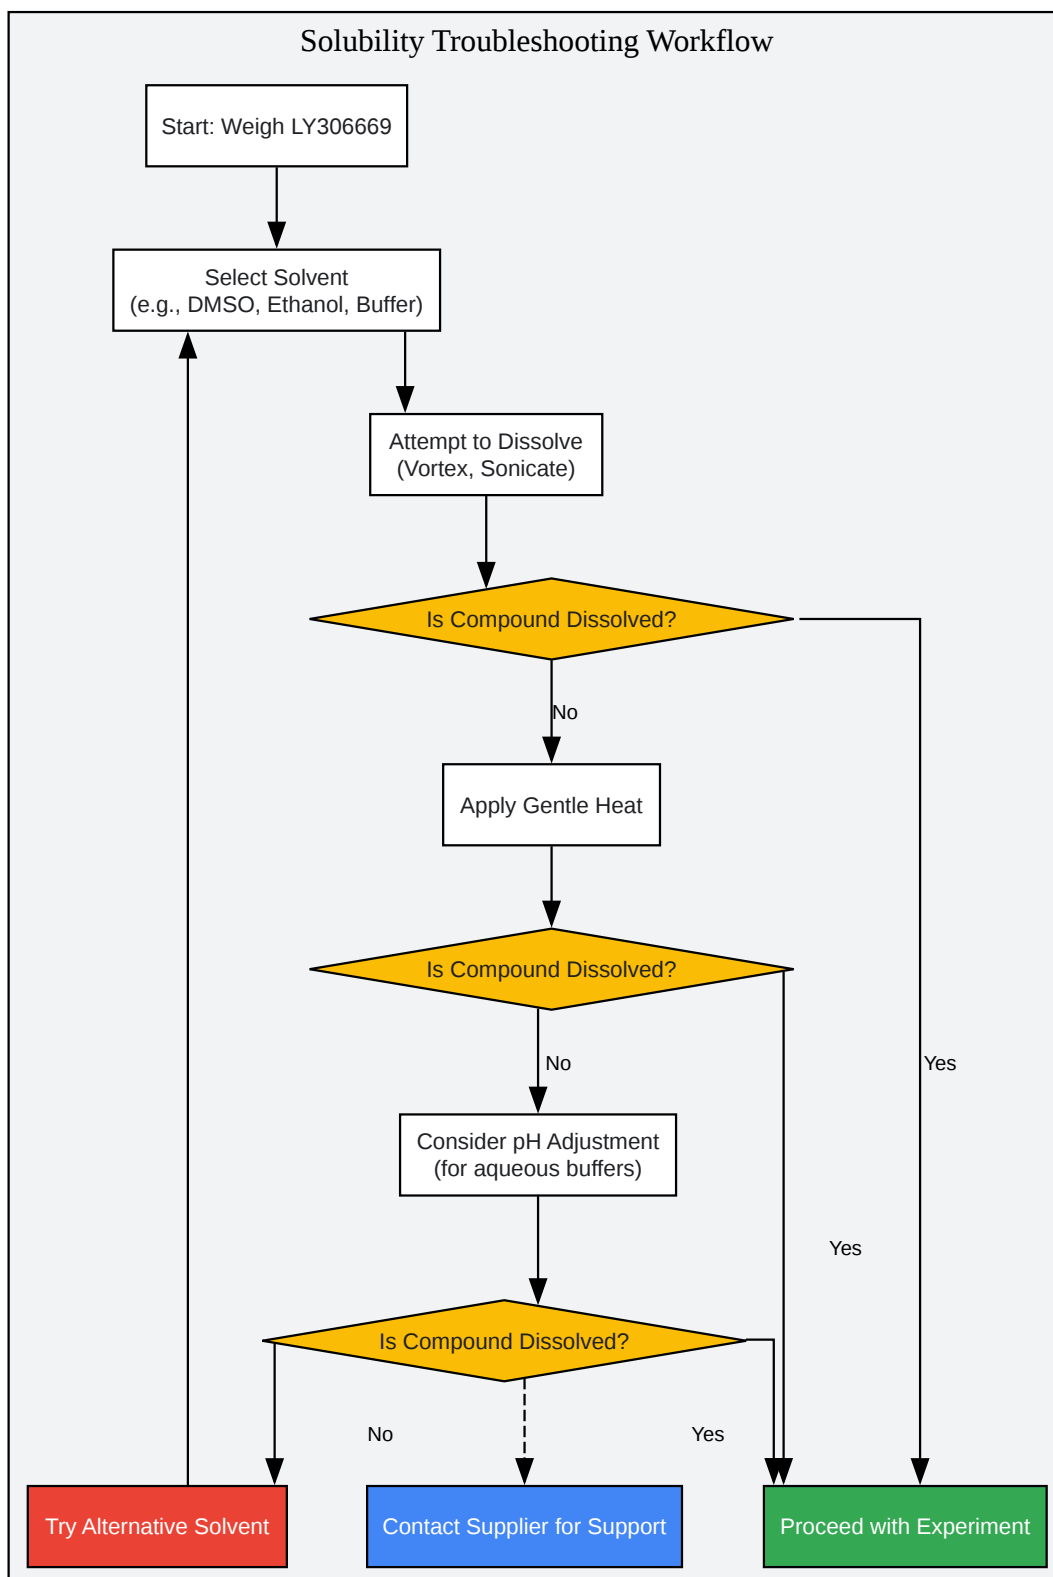 Solubility Troubleshooting Workflow
Start: Weigh LY306669
Select Solvent
(e.g., DMSO, Ethanol, Buffer)
Attempt to Dissolve
(Vortex, Sonicate)
Is Compound Dissolved?
No
Apply Gentle Heat
Is Compound Dissolved?
No
Yes
Consider pH Adjustment
(for aqueous buffers)
Yes
Is Compound Dissolved?
No
Yes
Try Alternative Solvent
Contact Supplier for Support
Proceed with Experiment